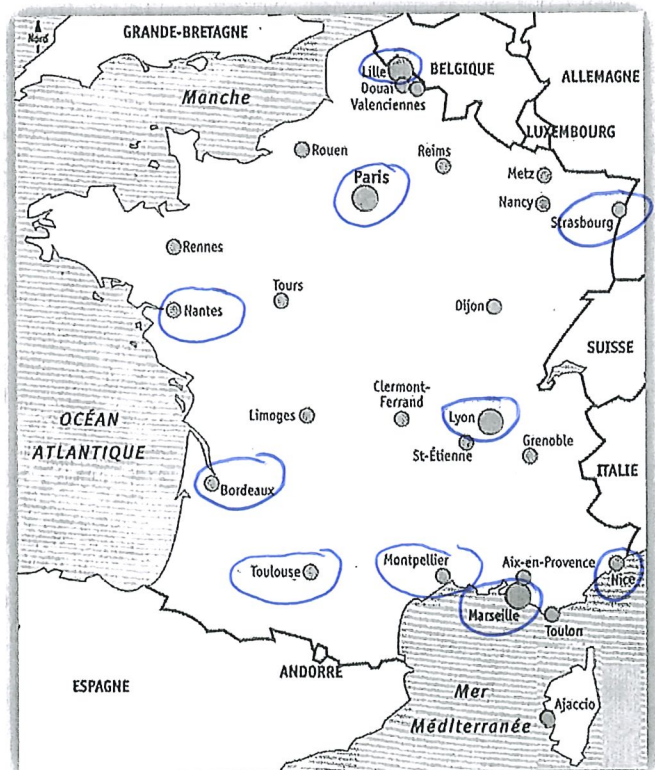 Nord
GRANDE-BRETAGNE
Manche
Lille
BELGIQUE
ALLEMAGNE
Douai
Valenciennes
LUXEMBOURG
Rouen
Reims
Paris
Metz
Nancy
Strasbourg
Rennes
Tours
Nantes
Dijon
SUISSE
Clermont-
Ferrand
Limoges
Lyon
OCÉAN
ATLANTIQUE
St-Étienne
Grenoble
ITALIE
Bordeaux
Toulouse
Montpellier
Aix-en-Provence
Nice
Marseille
Toulon
ANDORRE
ESPAGNE
Mer
Méditerranée
Ajaccio